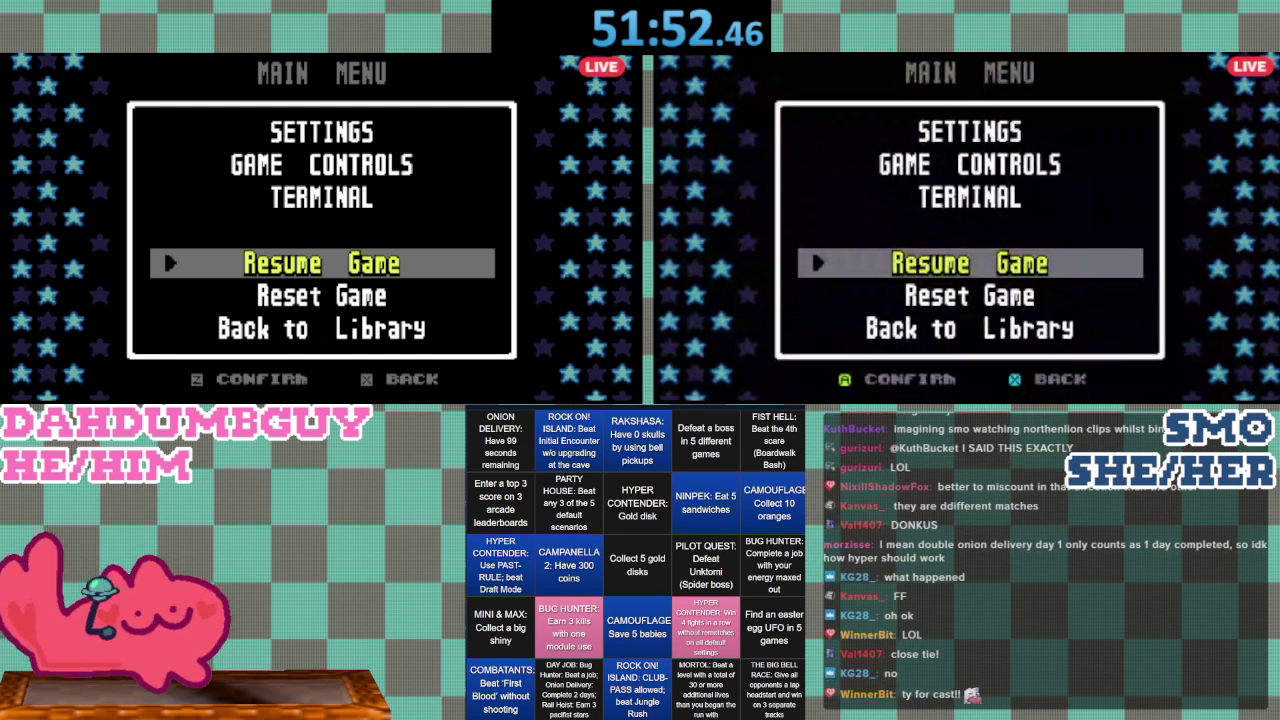 51:52.46
MAIN MENU
LIVE
SETTINGS
GAME CONTROLS
TERMINAL
Resume Game
Reset Game
Back to Library
Z CONFIRM X BACK
MAIN MENU
LIVE
SETTINGS
GAME CONTROLS
TERMINAL
Resume Game
Reset Game
Back to Library
A CONFIRM X BACK
DAHDUMBGUY
HE/HIM
ONION
DELIVERY:
Have 99
seconds
remaining
ROCK ON!
ISLAND: Beat
Initial Encounter
w/o upgrading
at the cave
RAKSHASA:
Have 0 skulls
by using bell
pickups
Defeat a boss
in 5 different
games
FIST HELL:
Beat the 4th
scare
(Boardwalk
Bash)
Enter a top 3
score on 3
arcade
leaderboards
PARTY
HOUSE: Beat
any 3 of the 5
default
scenarios
HYPER
CONTENDER:
Gold disk
NINPEK: Eat 5
sandwiches
CAMOUFLAGE
Collect 10
oranges
HYPER
CONTENDER:
Use PAST-
RULE; beat
Draft Mode
CAMPANELLA
2: Have 300
coins
Collect 5 gold
disks
PILOT QUEST:
Defeat
Unktomi
(Spider boss)
BUG HUNTER:
Complete a job
with your
energy maxed
out
MINI & MAX:
Collect a big
shiny
BUG HUNTER:
Earn 3 kills
with one
module use
CAMOUFLAGE
Save 5 babies
HYPER
CONTENDER: Win
4 fights in a row
without rematches
on all default
settings
Find an easter
egg UFO in 5
games
COMBATANTS:
Beat 'First
Blood' without
shooting
DAY JOB: Bug
Hunter: Beat a job;
Onion Delivery:
Complete 2 days;
Rail Heist: Earn 3
pacifist stars
ROCK ON!
ISLAND: CLUB-
PASS allowed;
beat Jungle
Rush
MORTOL: Beat a
level with a total of
30 or more
additional lives
than you began the
run with
THE BIG BELL
RACE: Give all
opponents a lap
headstart and win
on 3 separate
tracks
SMO
SHE/HER
KuthBucket: imagining smo watching northenlion clips whilst bin
gurizuri: @KuthBucket I SAID THIS EXACTLY
gurizuri: LOL
NixillShadowFox: better to miscount in that direction than the other
Kanvas_: they are ddifferent matches
Val1407: DONKUS
morzisse: I mean double onion delivery day 1 only counts as 1 day completed, so idk
how hyper should work
KG28_: what happened
Kanvas_: FF
KG28_: oh ok
WinnerBit: LOL
Val1407: close tie!
KG28_: no
WinnerBit: ty for cast!!